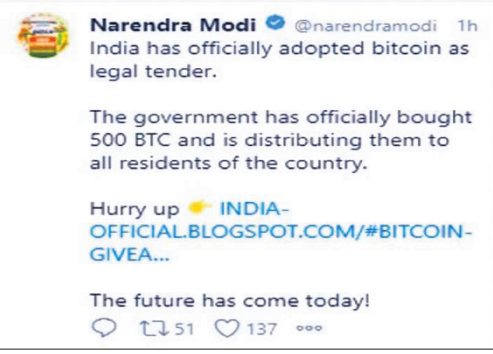 Narendra Modi @narendramodi 1h
India has officially adopted bitcoin as
legal tender.
The government has officially bought
500 BTC and is distributing them to
all residents of the country.
Hurry up 👉 INDIA-
OFFICIAL.BLOGSPOT.COM/#BITCOIN-
GIVEA...
The future has come today!
51 137